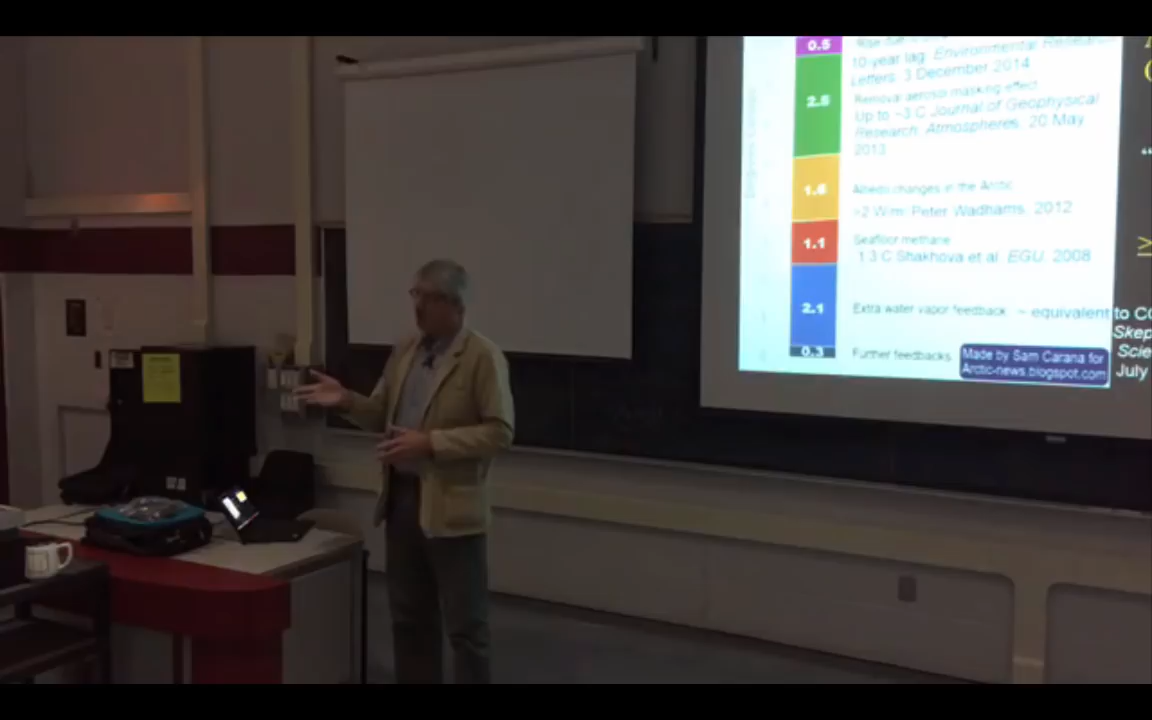 0.5
10-year lag. Environmental Research
Letters. 3 December 2014
2.5
Removal aerosol masking effect
Up to ~3 C Journal of Geophysical
Research: Atmospheres. 20 May
2013
1.6
Albedo changes in the Arctic
Peter Wadhams. 2012
1.1
Seafloor methane
1.3 C Shakhova et al. EGU. 2008
2.1
Extra water vapor feedback ~ equivalent to CO
Skep
Scie
July
0.3
Further feedbacks
Made by Sam Carana for
Arctic-news.blogspot.com